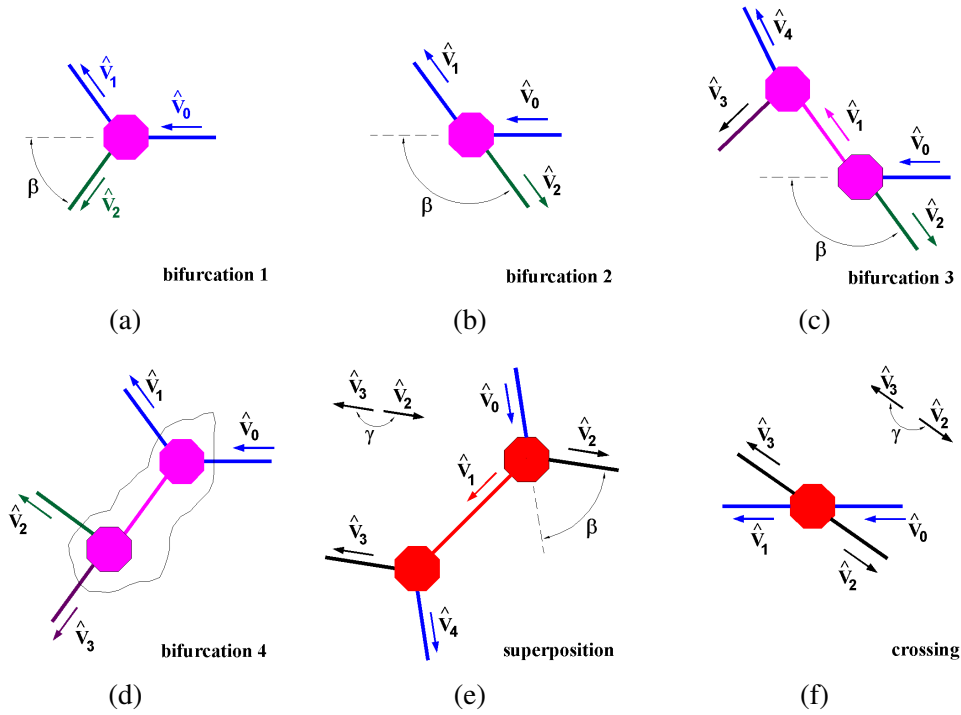 V̂1
V̂0
β
V̂2
bifurcation 1
(a)
V̂1
V̂0
β
V̂2
bifurcation 2
(b)
V̂4
V̂3
V̂1
V̂0
β
V̂2
bifurcation 3
(c)
V̂1
V̂0
V̂2
V̂3
bifurcation 4
(d)
V̂3
V̂2
γ
V̂0
V̂2
V̂1
β
V̂3
V̂4
superposition
(e)
V̂3
V̂2
γ
V̂3
V̂1
V̂0
V̂2
crossing
(f)